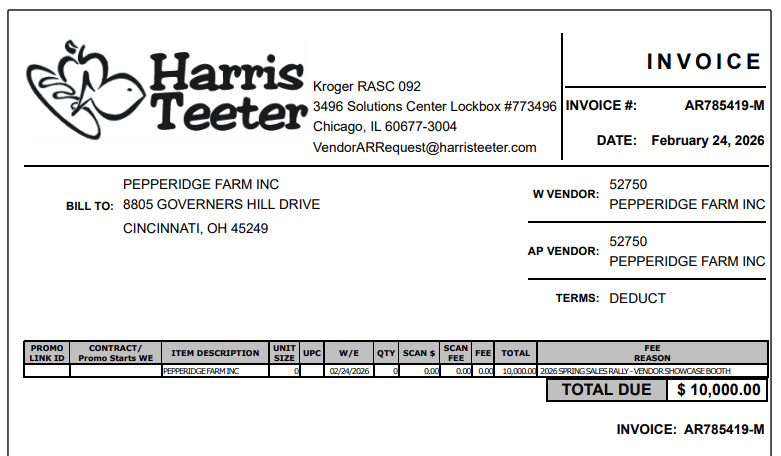 Harris
Teeter
Kroger RASC 092
3496 Solutions Center Lockbox #773496
Chicago, IL 60677-3004
VendorARRequest@harristeeter.com
INVOICE
INVOICE #: AR785419-M
DATE: February 24, 2026
BILL TO:
PEPPERIDGE FARM INC
8805 GOVERNERS HILL DRIVE
CINCINNATI, OH 45249
W VENDOR: 52750
PEPPERIDGE FARM INC
AP VENDOR: 52750
PEPPERIDGE FARM INC
TERMS: DEDUCT
PROMO LINK ID CONTRACT/ Promo Starts WE ITEM DESCRIPTION UNIT SIZE UPC W/E QTY SCAN $ SCAN FEE FEE TOTAL FEE REASON
PEPPERIDGE FARM INC 0 02/24/2026 0 0.00 0.00 0.00 10,000.00 2026 SPRING SALES RALLY - VENDOR SHOWCASE BOOTH
TOTAL DUE $ 10,000.00
INVOICE: AR785419-M